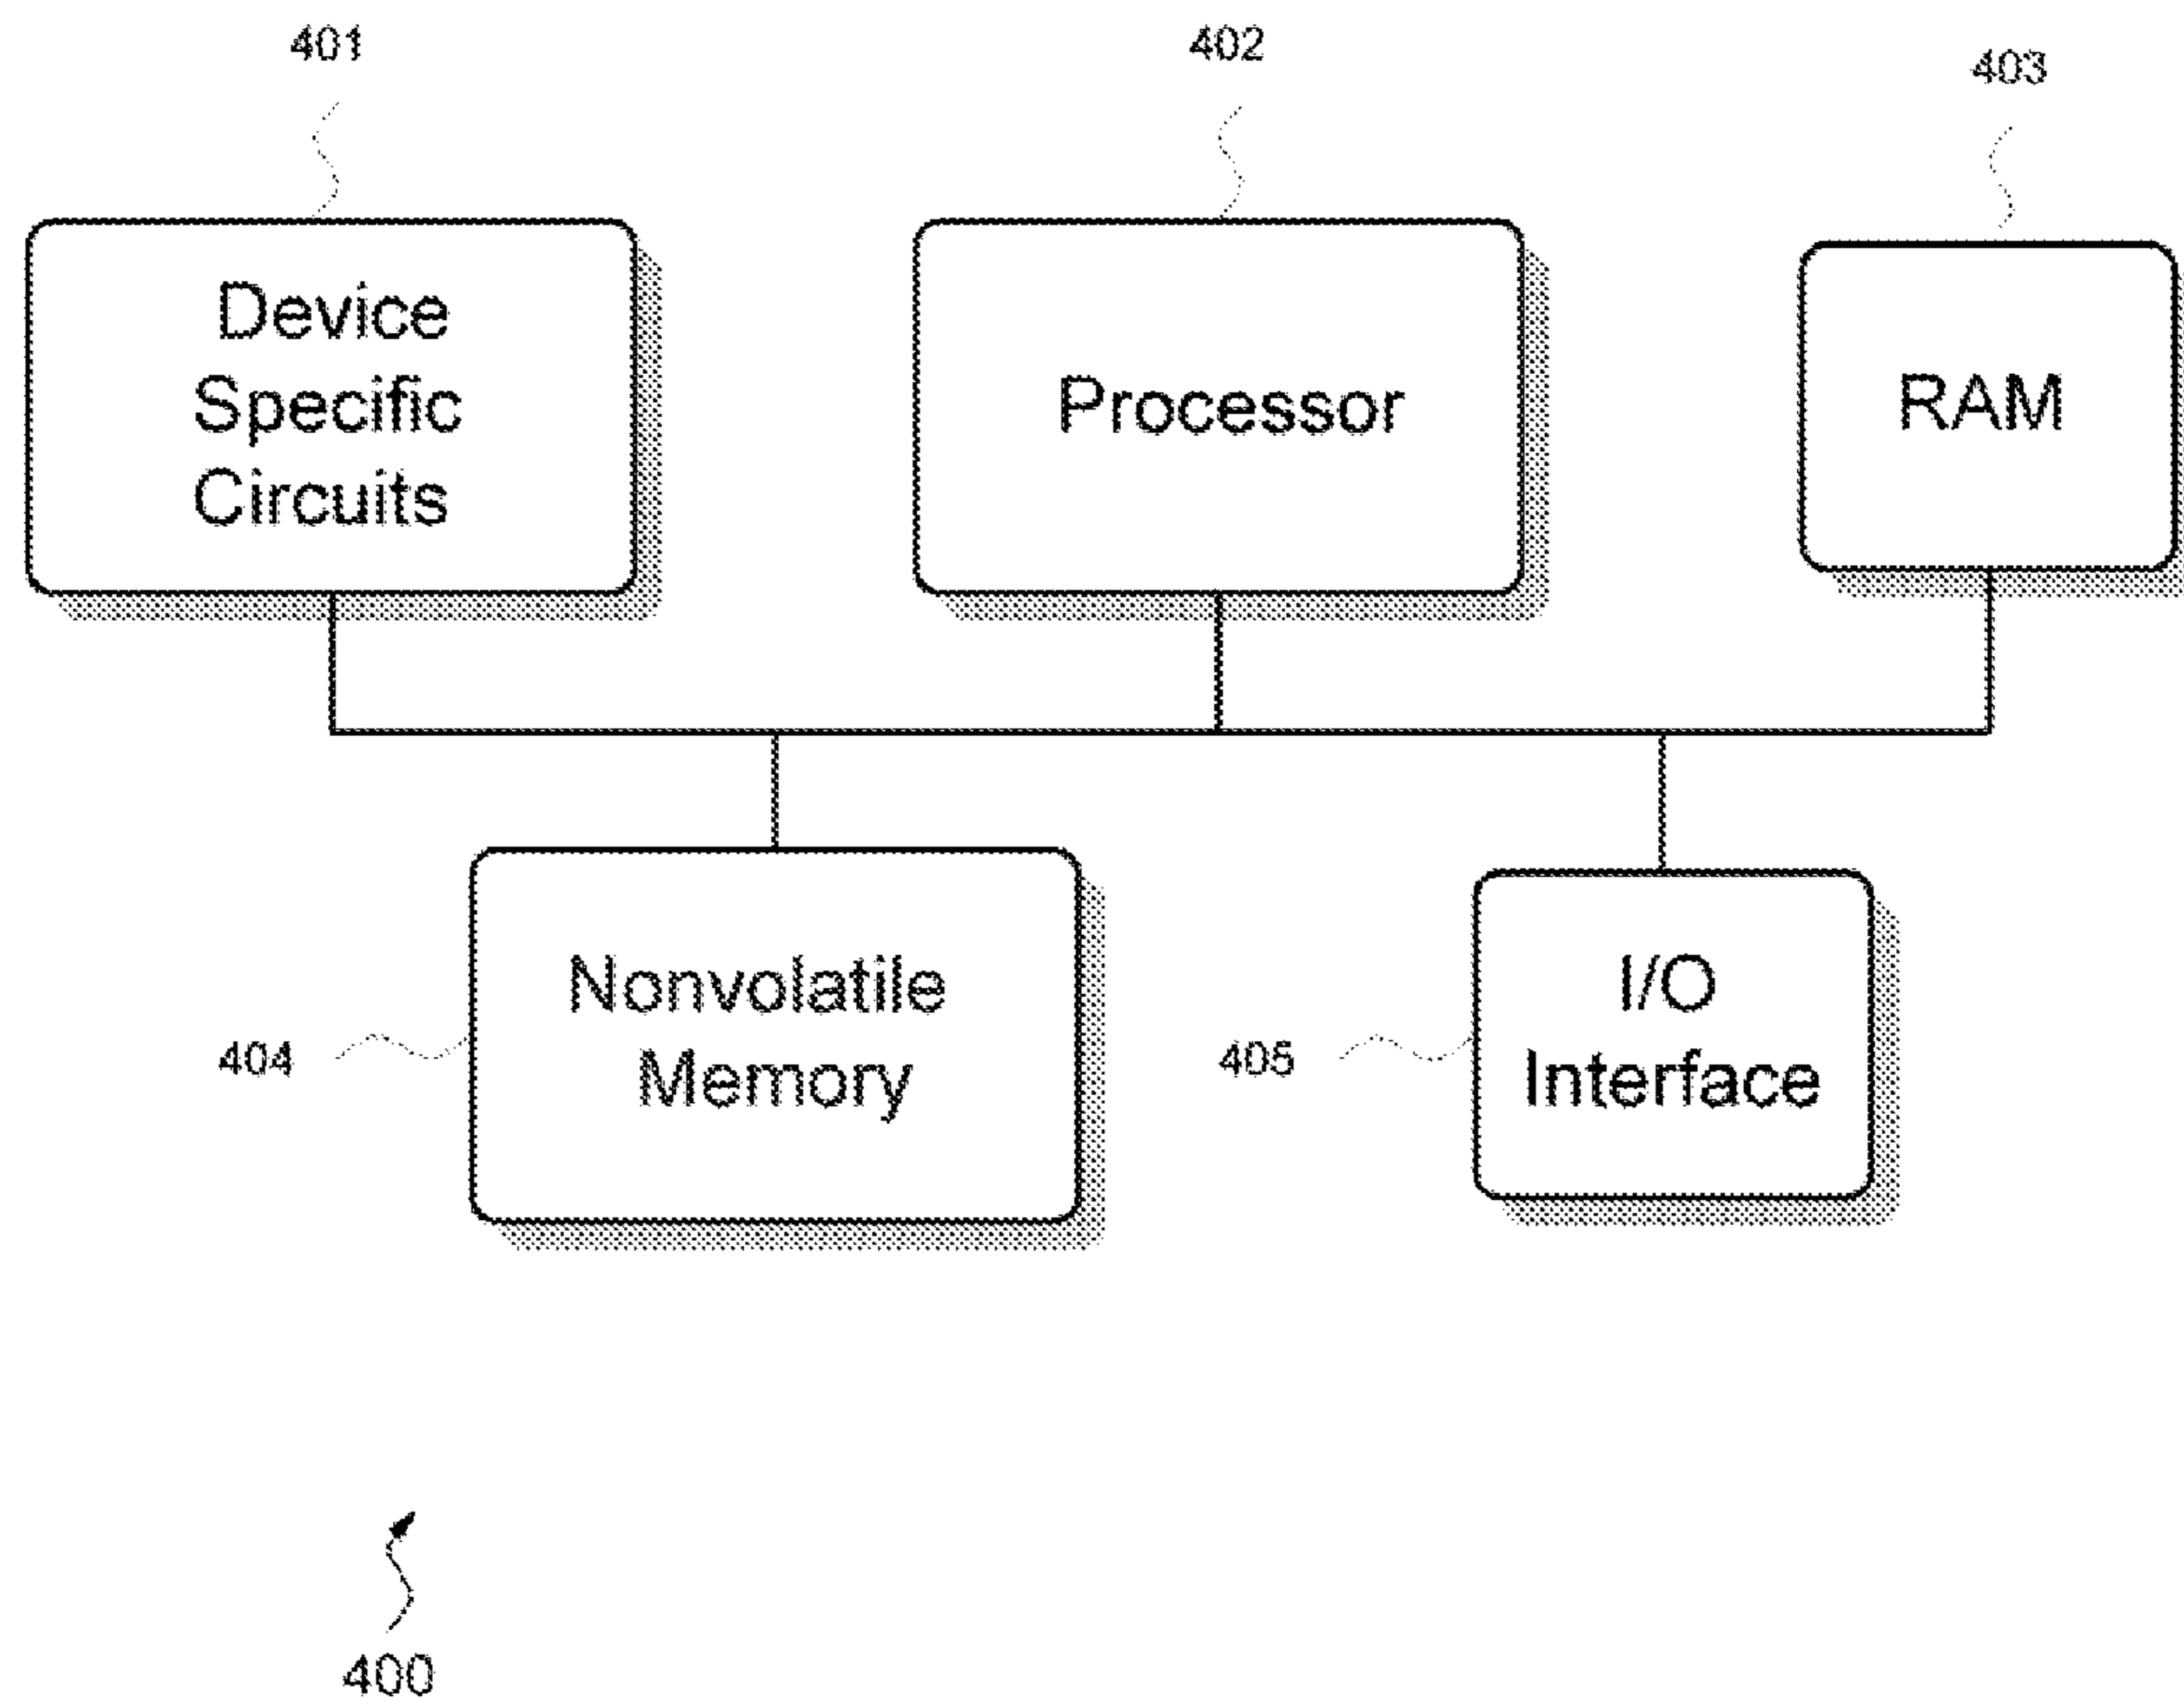 401
402
403
Device
Specific
Circuits
Processor
RAM
Nonvolatile
Memory
404
I/O
Interface
405
400